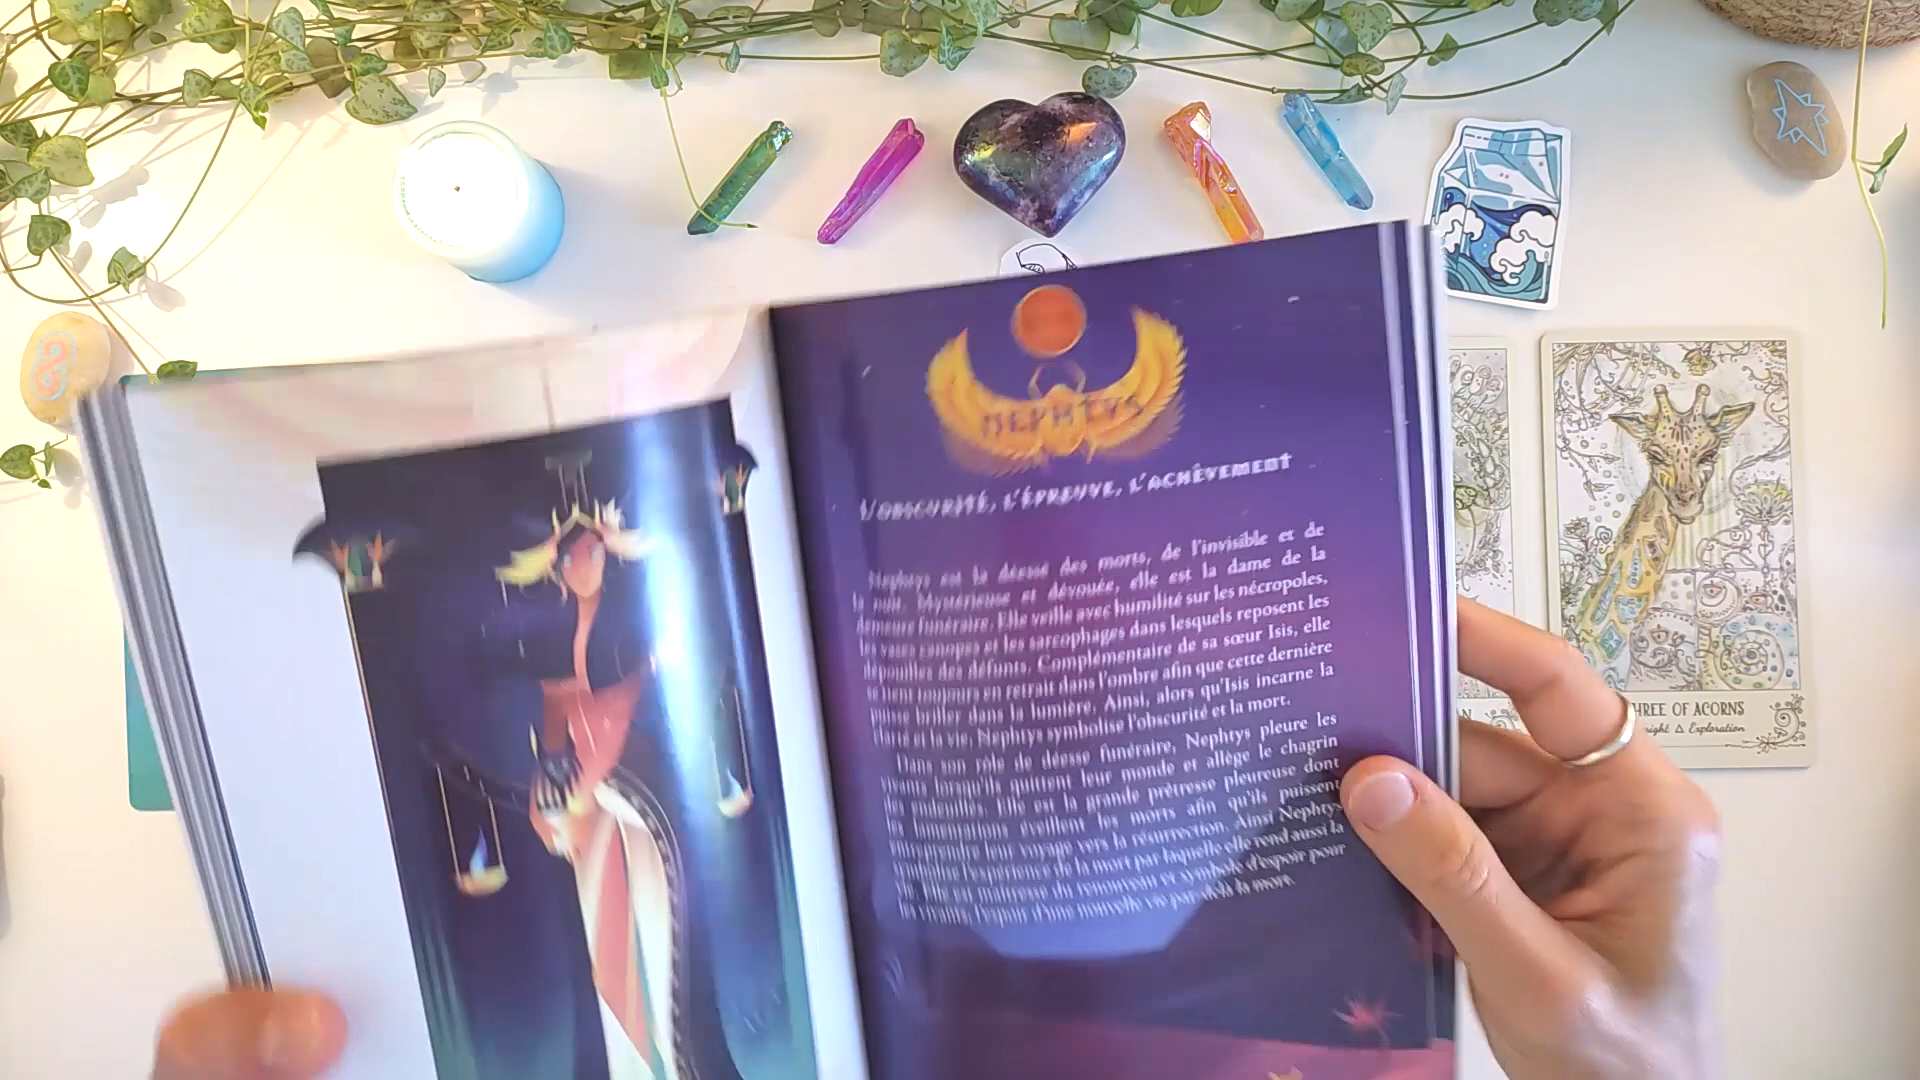 NEPHTYS
L'OBSCURITÉ, L'ÉPREUVE, L'ACHÈVEMENT
Nephtys est la déesse des morts, de l'invisible et de
la nuit. Mystérieuse et dévouée, elle est la dame de la
demeure funéraire. Elle veille avec humilité sur les nécropoles,
les vases canopes et les sarcophages dans lesquels reposent les
dépouilles des défunts. Complémentaire de sa sœur Isis, elle
se tient toujours en retrait dans l'ombre afin que cette dernière
puisse briller dans la lumière. Ainsi, alors qu'Isis incarne la
et la vie, Nephtys symbolise l'obscurité et la mort.
Dans son rôle de déesse funéraire, Nephtys pleure les
lorsqu'ils quittent leur monde et allège le chagrin
des endeuillés. Elle est la grande prêtresse pleureuse dont
les lamentations éveillent les morts afin qu'ils puissent
entreprendre leur voyage vers la résurrection. Ainsi Nephtys
l'expérience de la mort par laquelle elle rend aussi la
vie. Elle est maîtresse du renouveau et symbole d'espoir pour
l'espoir d'une nouvelle vie par-delà la mort.
THREE OF ACORNS
Exploration